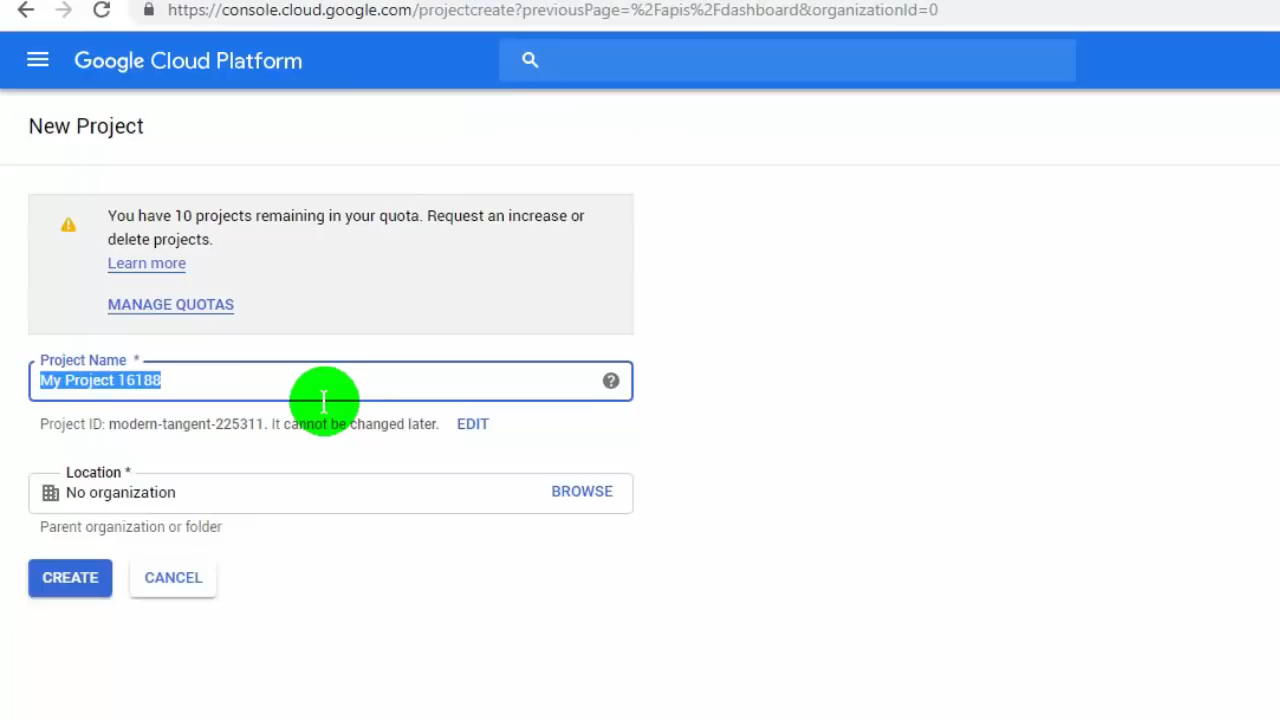 https://console.cloud.google.com/projectcreate?previousPage=%2Fapis%2Fdashboard&organizationId=0
Google Cloud Platform
New Project
You have 10 projects remaining in your quota. Request an increase or
delete projects.
Learn more
MANAGE QUOTAS
Project Name *
My Project 16188
Project ID: modern-tangent-225311. It cannot be changed later. EDIT
Location *
No organization BROWSE
Parent organization or folder
CREATE CANCEL